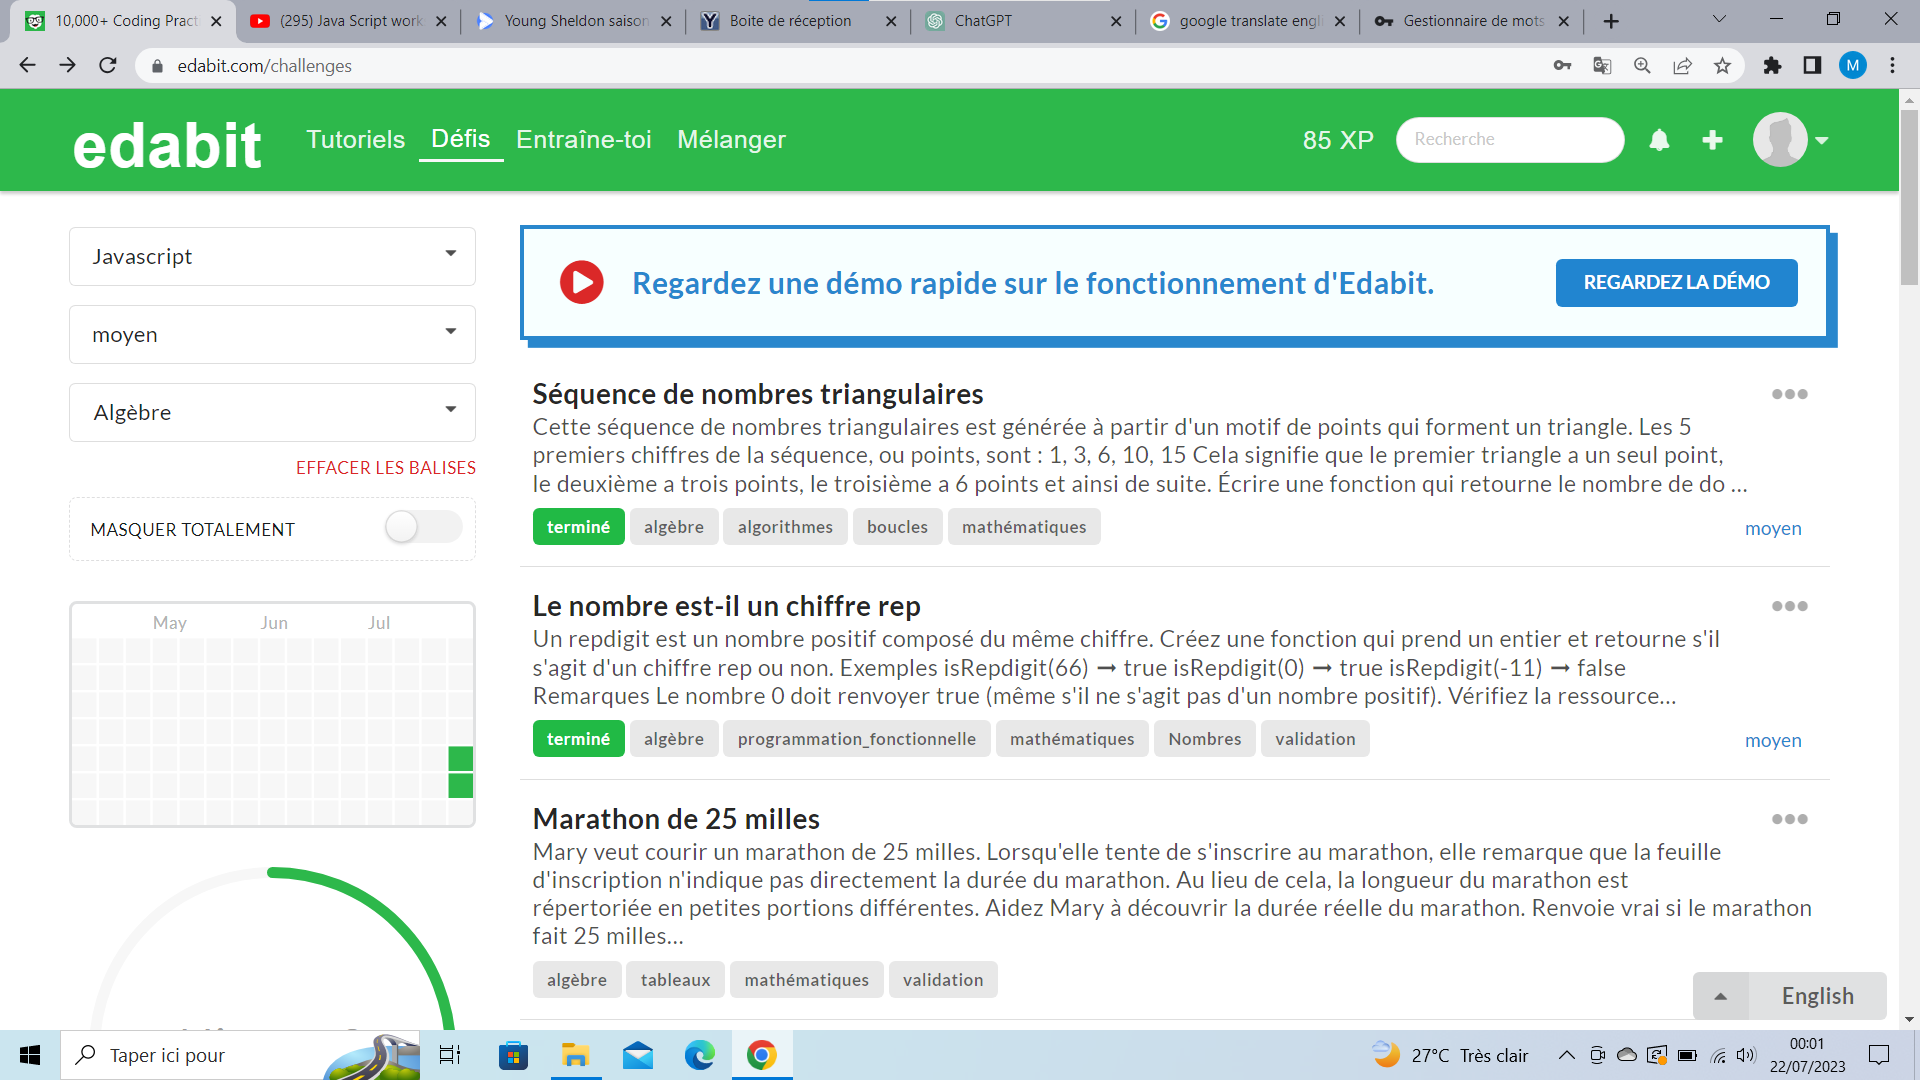 10,000+ Coding Pract
(295) Java Script work
Young Sheldon saison
Boite de réception
ChatGPT
google translate engl
Gestionnaire de mots
edabit.com/challenges
M
edabit
Tutoriels
Défis
Entraîne-toi
Mélanger
85 XP
Recherche
Javascript
moyen
Algèbre
EFFACER LES BALISES
MASQUER TOTALEMENT
May Jun Jul
Regardez une démo rapide sur le fonctionnement d'Edabit.
REGARDEZ LA DÉMO
Séquence de nombres triangulaires
Cette séquence de nombres triangulaires est générée à partir d'un motif de points qui forment un triangle. Les 5
premiers chiffres de la séquence, ou points, sont : 1, 3, 6, 10, 15 Cela signifie que le premier triangle a un seul point,
le deuxième a trois points, le troisième a 6 points et ainsi de suite. Écrire une fonction qui retourne le nombre de do ...
terminé algèbre algorithmes boucles mathématiques
moyen
Le nombre est-il un chiffre rep
Un repdigit est un nombre positif composé du même chiffre. Créez une fonction qui prend un entier et retourne s'il
s'agit d'un chiffre rep ou non. Exemples isRepdigit(66) ➞ true isRepdigit(0) ➞ true isRepdigit(-11) ➞ false
Remarques Le nombre 0 doit renvoyer true (même s'il ne s'agit pas d'un nombre positif). Vérifiez la ressource...
terminé algèbre programmation_fonctionnelle mathématiques Nombres validation
moyen
Marathon de 25 milles
Mary veut courir un marathon de 25 milles. Lorsqu'elle tente de s'inscrire au marathon, elle remarque que la feuille
d'inscription n'indique pas directement la durée du marathon. Au lieu de cela, la longueur du marathon est
répertoriée en petites portions différentes. Aidez Mary à découvrir la durée réelle du marathon. Renvoie vrai si le marathon
fait 25 milles...
algèbre tableaux mathématiques validation
English
Taper ici pour
27°C Très clair
00:01
22/07/2023